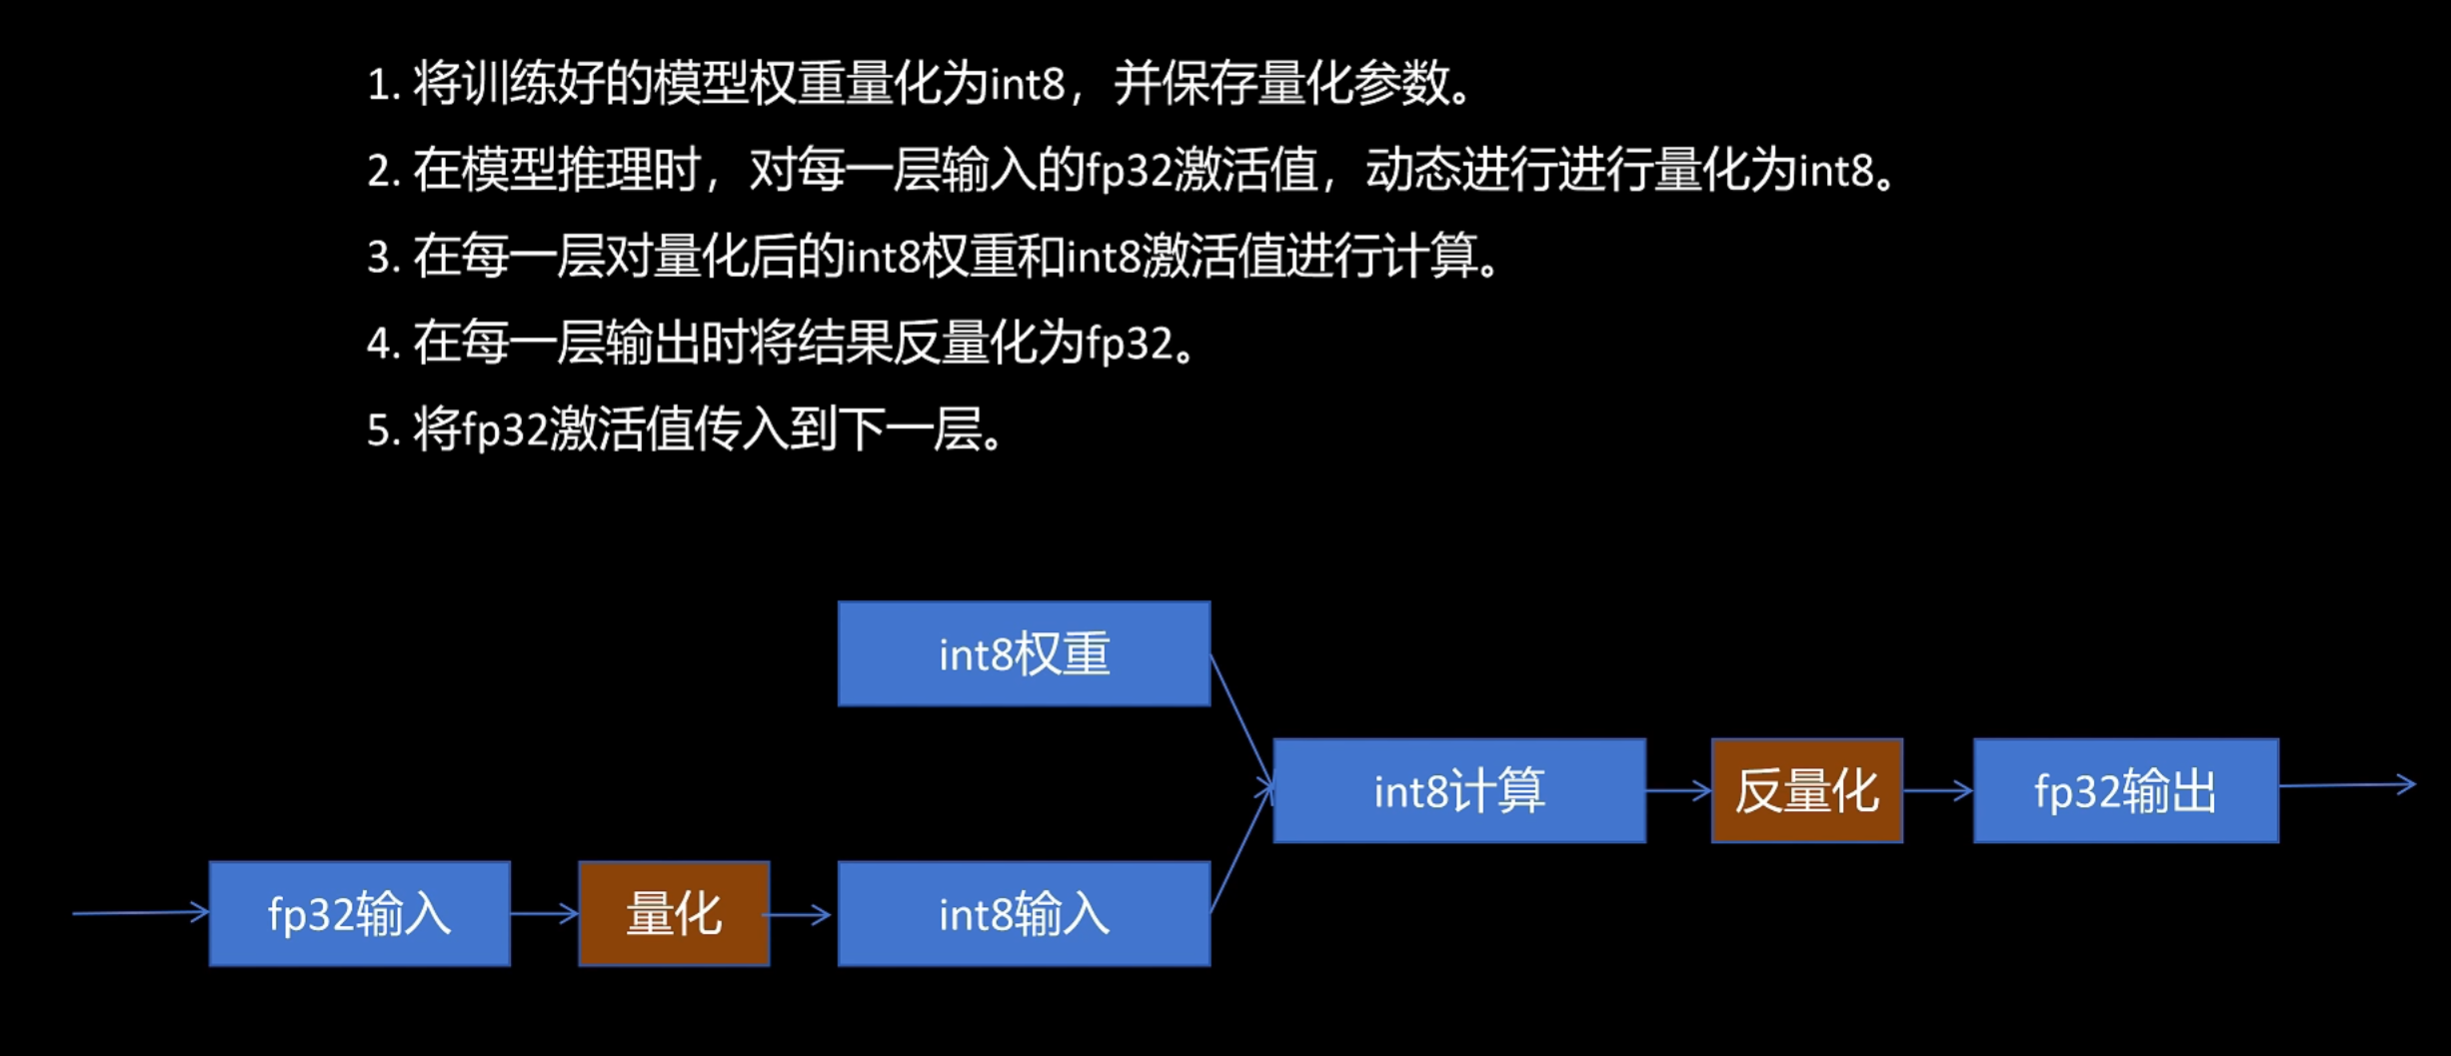 1. 将训练好的模型权重量化为int8，并保存量化参数。
2. 在模型推理时，对每一层输入的fp32激活值，动态进行进行量化为int8。
3. 在每一层对量化后的int8权重和int8激活值进行计算。
4. 在每一层输出时将结果反量化为fp32。
5. 将fp32激活值传入到下一层。
int8权重
int8计算
反量化
fp32输出
fp32输入
量化
int8输入